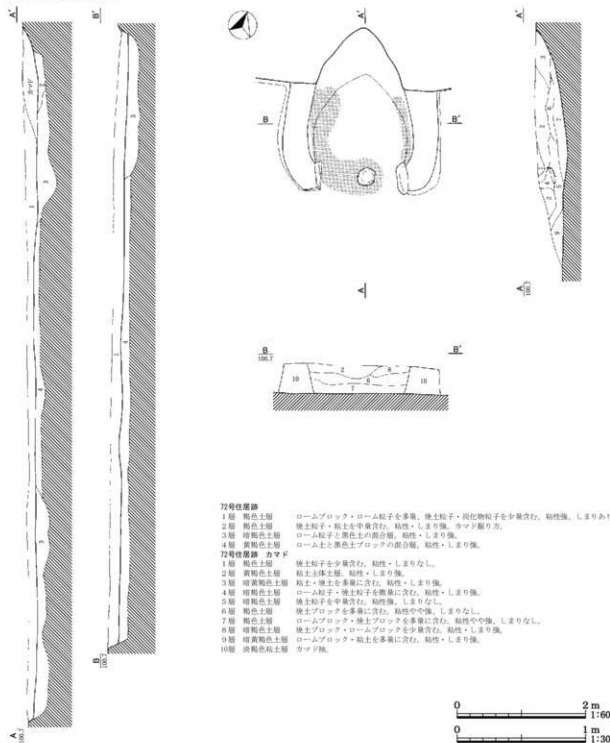 A′
B′
A′
A′
カマド
B
B′
A
A
100.7
B
100.7
B′
B
100.7
A
100.7
72号住居跡
1層 褐色土層 ロームブロック・ローム粒子を多量、焼土粒子・炭化物粒子を少量含む。粘性強、しまりあり。
2層 褐色土層 焼土粒子・粘土を中量含む。粘性・しまり強。カマド掘り方。
3層 暗褐色土層 ローム粒子と黒色土の混合層。粘性・しまり強。
4層 黄褐色土層 ローム土と黒色土ブロックの混合層。粘性・しまり強。
72号住居跡 カマド
1層 褐色土層 焼土粒子を少量含む。粘性・しまりなし。
2層 黄褐色土層 粘土主体土層。粘性・しまり強。
3層 暗黄褐色土層 粘土・焼土を多量に含む。粘性・しまり強。
4層 暗褐色土層 ローム粒子・焼土粒子を微量に含む。粘性・しまり強。
5層 暗褐色土層 焼土粒子を中量含む。粘性強、しまりなし。
6層 褐色土層 焼土ブロックを多量に含む。粘性やや強、しまりなし。
7層 褐色土層 ロームブロック・焼土ブロックを多量に含む。粘性やや強、しまりなし。
8層 暗褐色土層 焼土ブロック・ロームブロックを少量含む。粘性・しまり強。
9層 暗黄褐色土層 ロームブロック・粘土を多量に含む。粘性・しまり強。
10層 淡褐色粘土層 カマド袖。
0 2m
1:60
0 1m
1:30